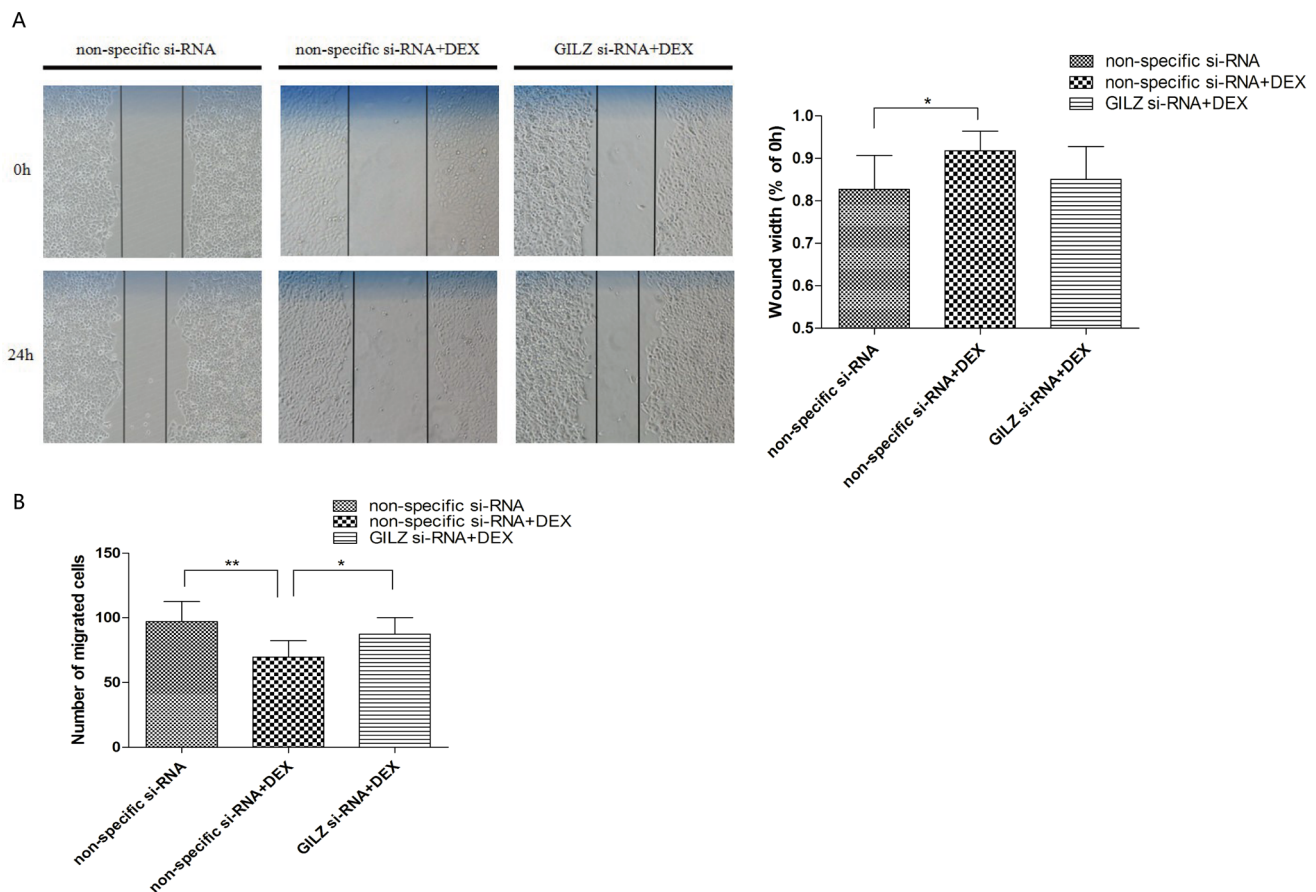 A
non-specific si-RNA
non-specific si-RNA+DEX
GILZ si-RNA+DEX
0h
24h
non-specific si-RNA
non-specific si-RNA+DEX
GILZ si-RNA+DEX
*
Wound width (% of 0h)
1.0
0.9
0.8
0.7
0.6
0.5
non-specific si-RNA
non-specific si-RNA+DEX
GILZ si-RNA+DEX
B
non-specific si-RNA
non-specific si-RNA+DEX
GILZ si-RNA+DEX
**
*
Number of migrated cells
150
100
50
0
non-specific si-RNA
non-specific si-RNA+DEX
GILZ si-RNA+DEX